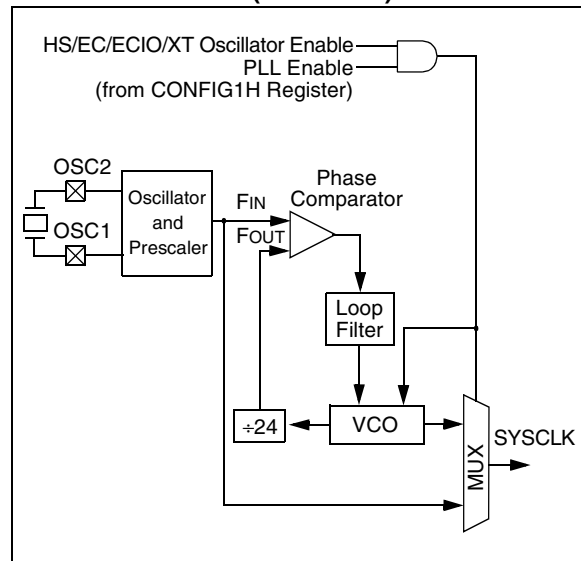 HS/EC/ECIO/XT Oscillator Enable
PLL Enable
(from CONFIG1H Register)
OSC2
OSC1
Oscillator
and
Prescaler
FIN
FOUT
Phase
Comparator
Loop
Filter
÷24
VCO
MUX
SYSCLK